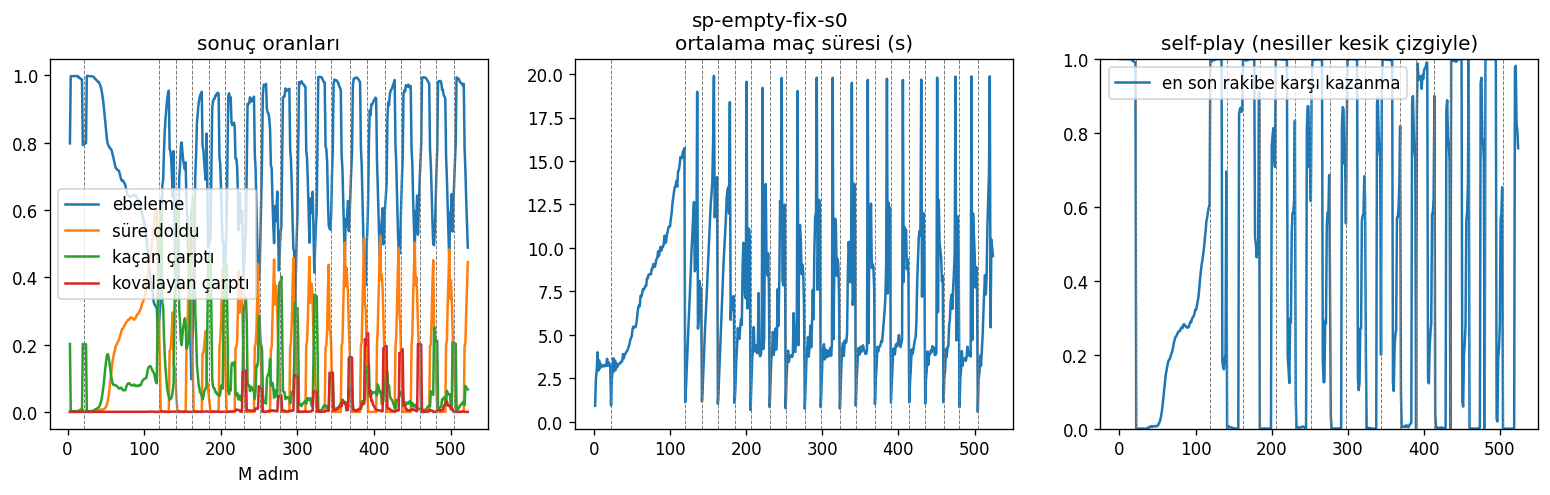 sp-empty-fix-s0
sonuç oranları
ortalama maç süresi (s)
self-play (nesiller kesik çizgiyle)
1.0
0.8
0.6
0.4
0.2
0.0
ebeleme
süre doldu
kaçan çarptı
kovalayan çarptı
0 100 200 300 400 500
M adım
20.0
17.5
15.0
12.5
10.0
7.5
5.0
2.5
0.0
0 100 200 300 400 500
1.0
0.8
0.6
0.4
0.2
0.0
en son rakibe karşı kazanma
0 100 200 300 400 500